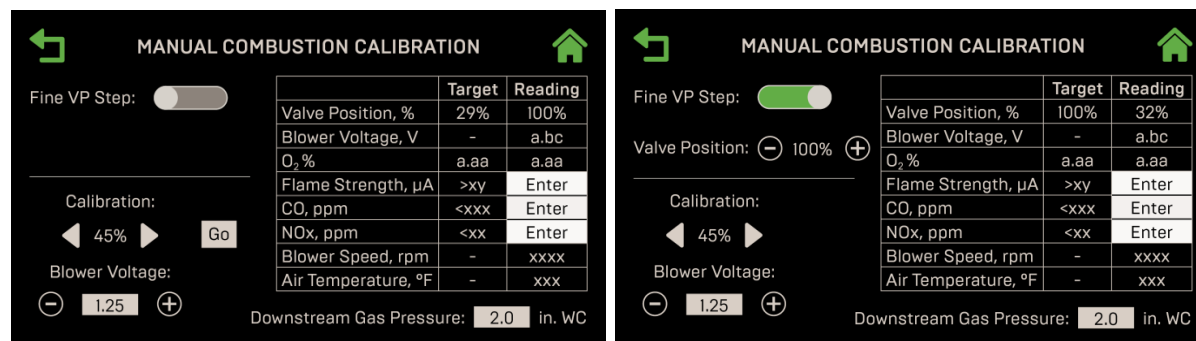 MANUAL COMBUSTION CALIBRATION
Fine VP Step:
Target Reading
Valve Position, % 29% 100%
Blower Voltage, V - a.bc
O₂ % a.aa a.aa
Flame Strength, µA >xy Enter
CO, ppm <xxx Enter
NOx, ppm <xx Enter
Blower Speed, rpm - xxxx
Air Temperature, °F - xxx
Calibration:
45% Go
Blower Voltage:
1.25
Downstream Gas Pressure: 2.0 in. WC
MANUAL COMBUSTION CALIBRATION
Fine VP Step:
Valve Position: 100%
Target Reading
Valve Position, % 100% 32%
Blower Voltage, V - a.bc
O₂ % a.aa a.aa
Flame Strength, µA >xy Enter
CO, ppm <xxx Enter
NOx, ppm <xx Enter
Blower Speed, rpm - xxxx
Air Temperature, °F - xxx
Calibration:
45%
Blower Voltage:
1.25
Downstream Gas Pressure: 2.0 in. WC